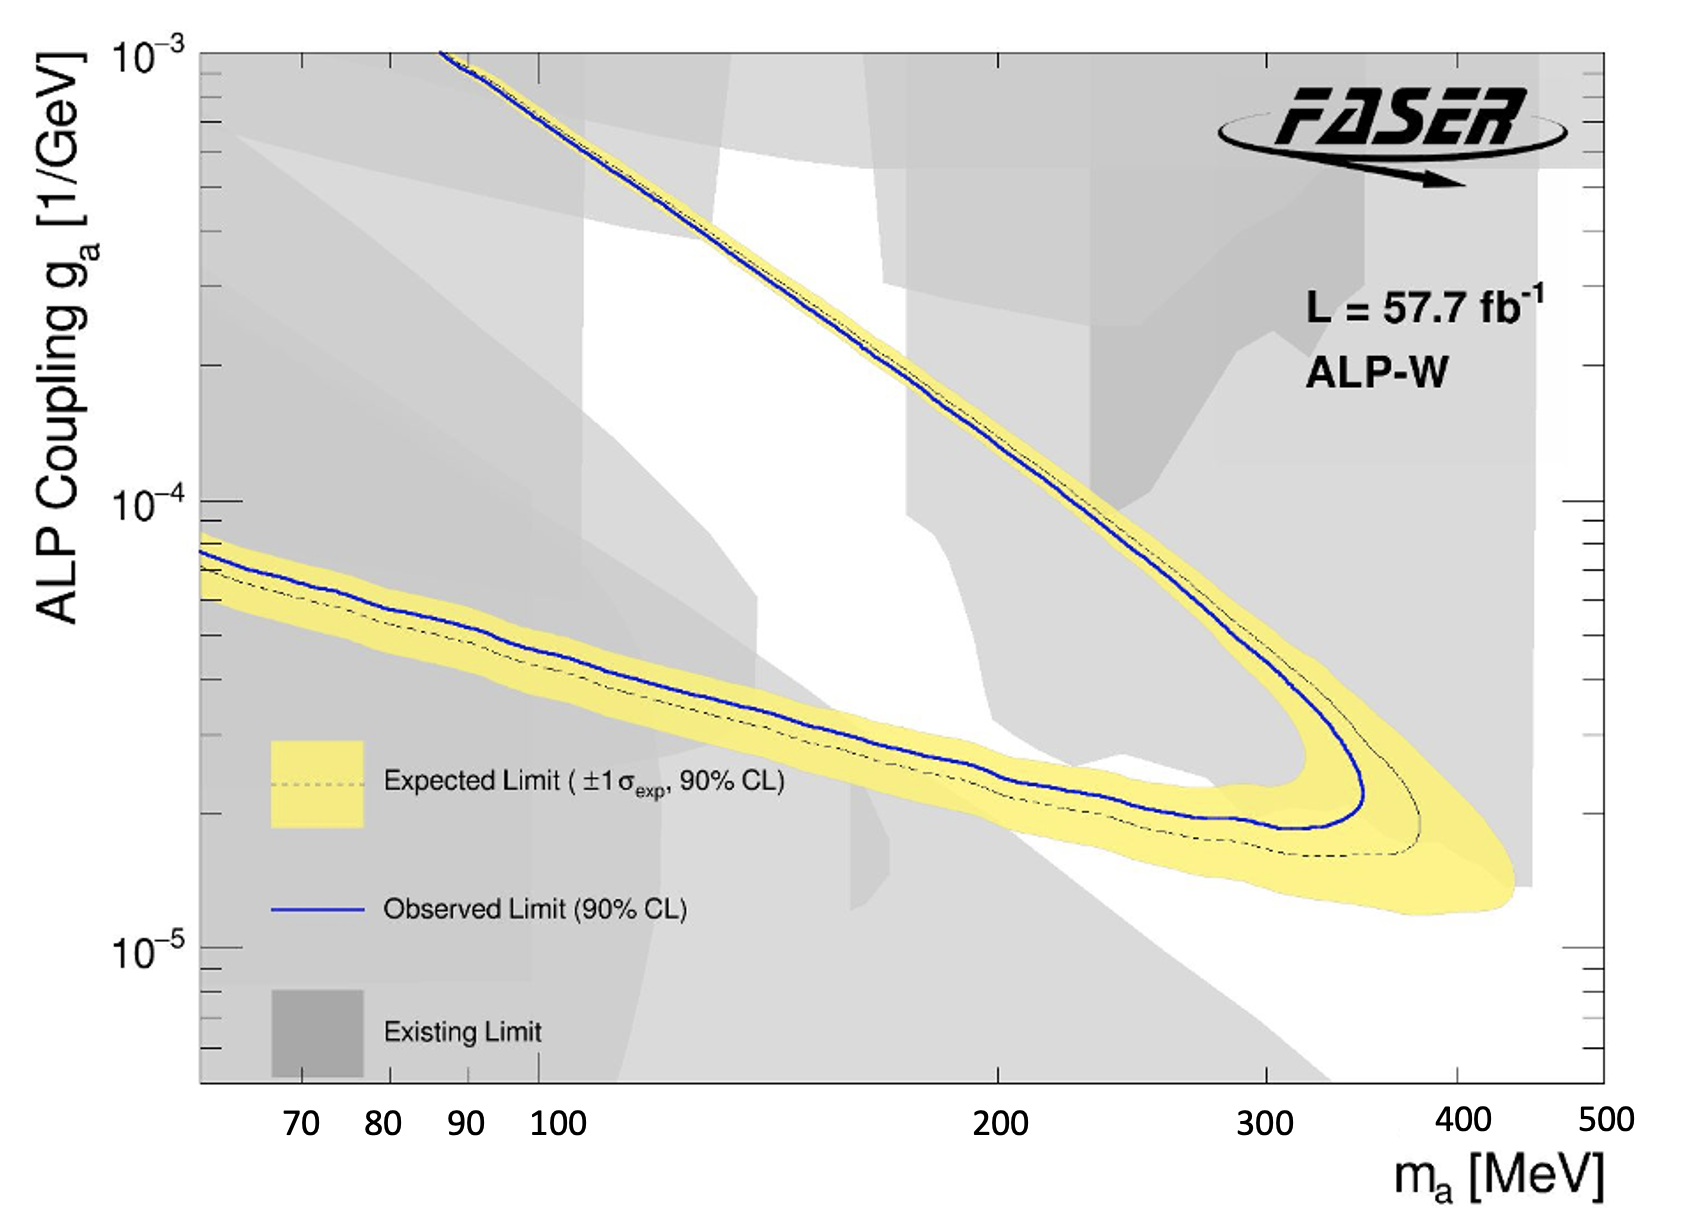 10⁻³
10⁻⁴
10⁻⁵
ALP Coupling gₐ [1/GeV]
FASER
L = 57.7 fb⁻¹
ALP-W
Expected Limit ( ±1 σ_exp, 90% CL)
Observed Limit (90% CL)
Existing Limit
70 80 90 100 200 300 400 500
mₐ [MeV]